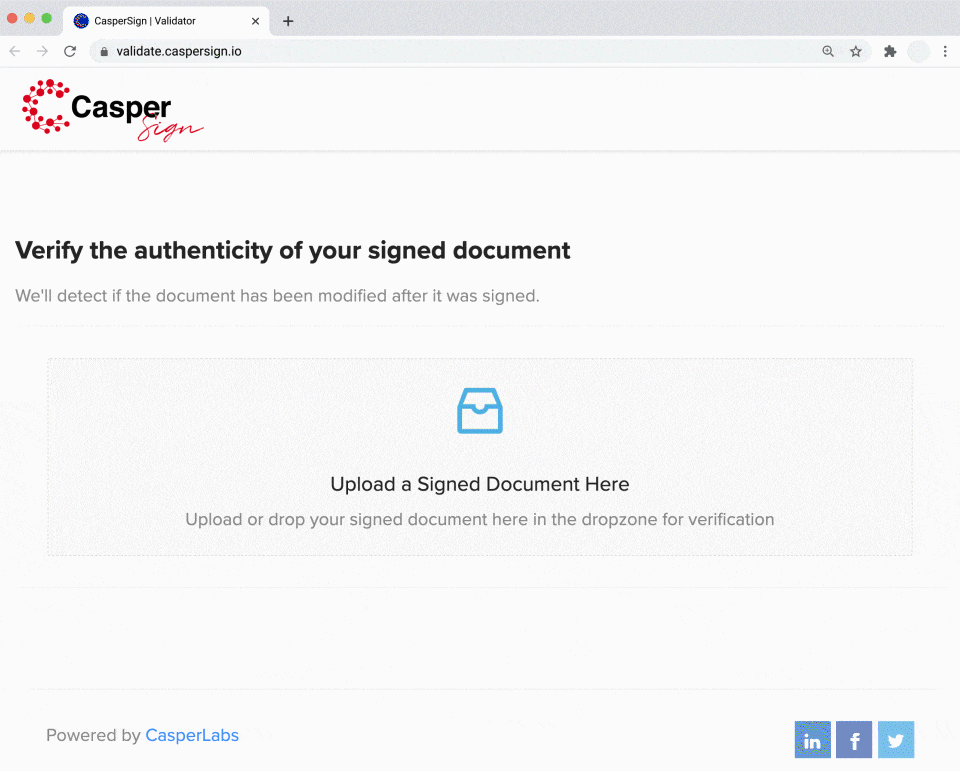 CasperSign | Validator
validate.caspersign.io
Casper
Sign
Verify the authenticity of your signed document
We'll detect if the document has been modified after it was signed.
Upload a Signed Document Here
Upload or drop your signed document here in the dropzone for verification
Powered by CasperLabs
in f